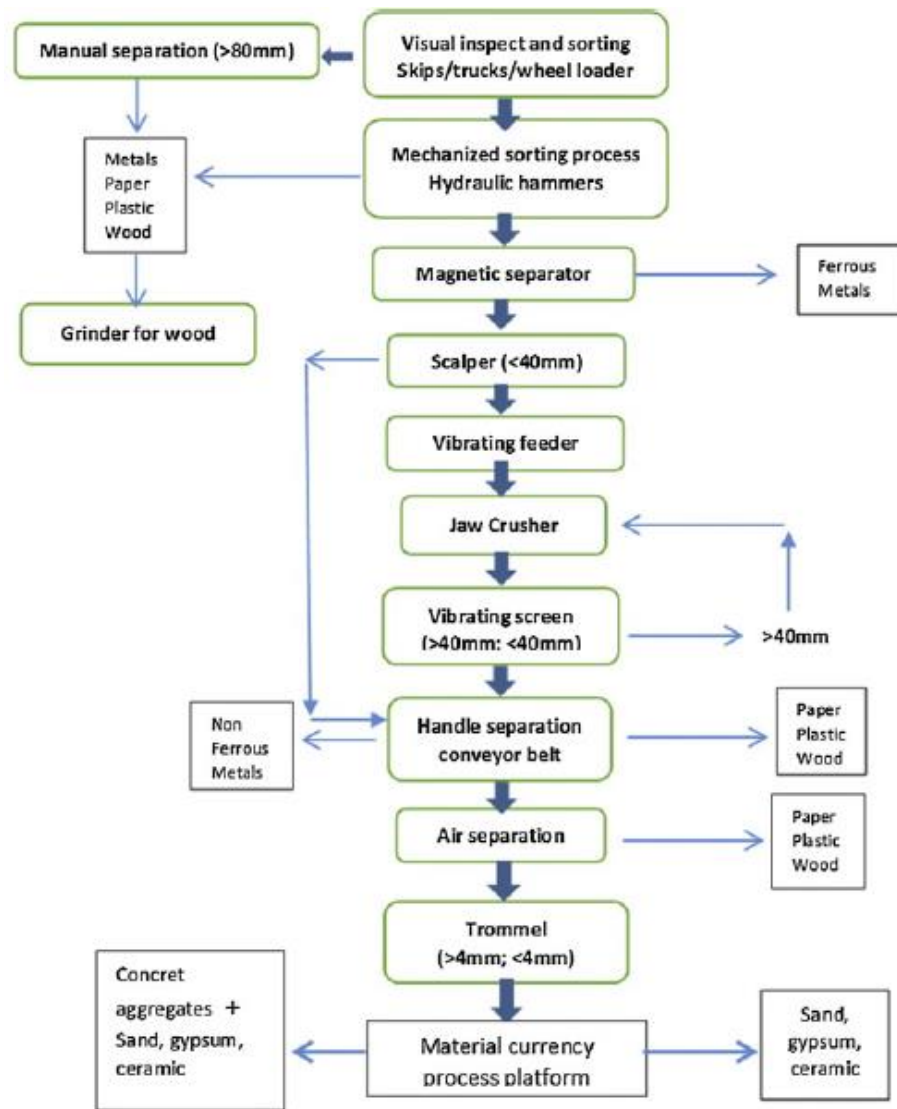 Manual separation (>80mm)
Visual inspect and sorting
Skips/trucks/wheel loader
Metals
Paper
Plastic
Wood
Mechanized sorting process
Hydraulic hammers
Magnetic separator
Ferrous
Metals
Grinder for wood
Scalper (<40mm)
Vibrating feeder
Jaw Crusher
Vibrating screen
(>40mm; <40mm)
>40mm
Non
Ferrous
Metals
Handle separation
conveyor belt
Paper
Plastic
Wood
Air separation
Paper
Plastic
Wood
Trommel
(>4mm; <4mm)
Concret
aggregates +
Sand, gypsum,
ceramic
Material currency
process platform
Sand,
gypsum,
ceramic